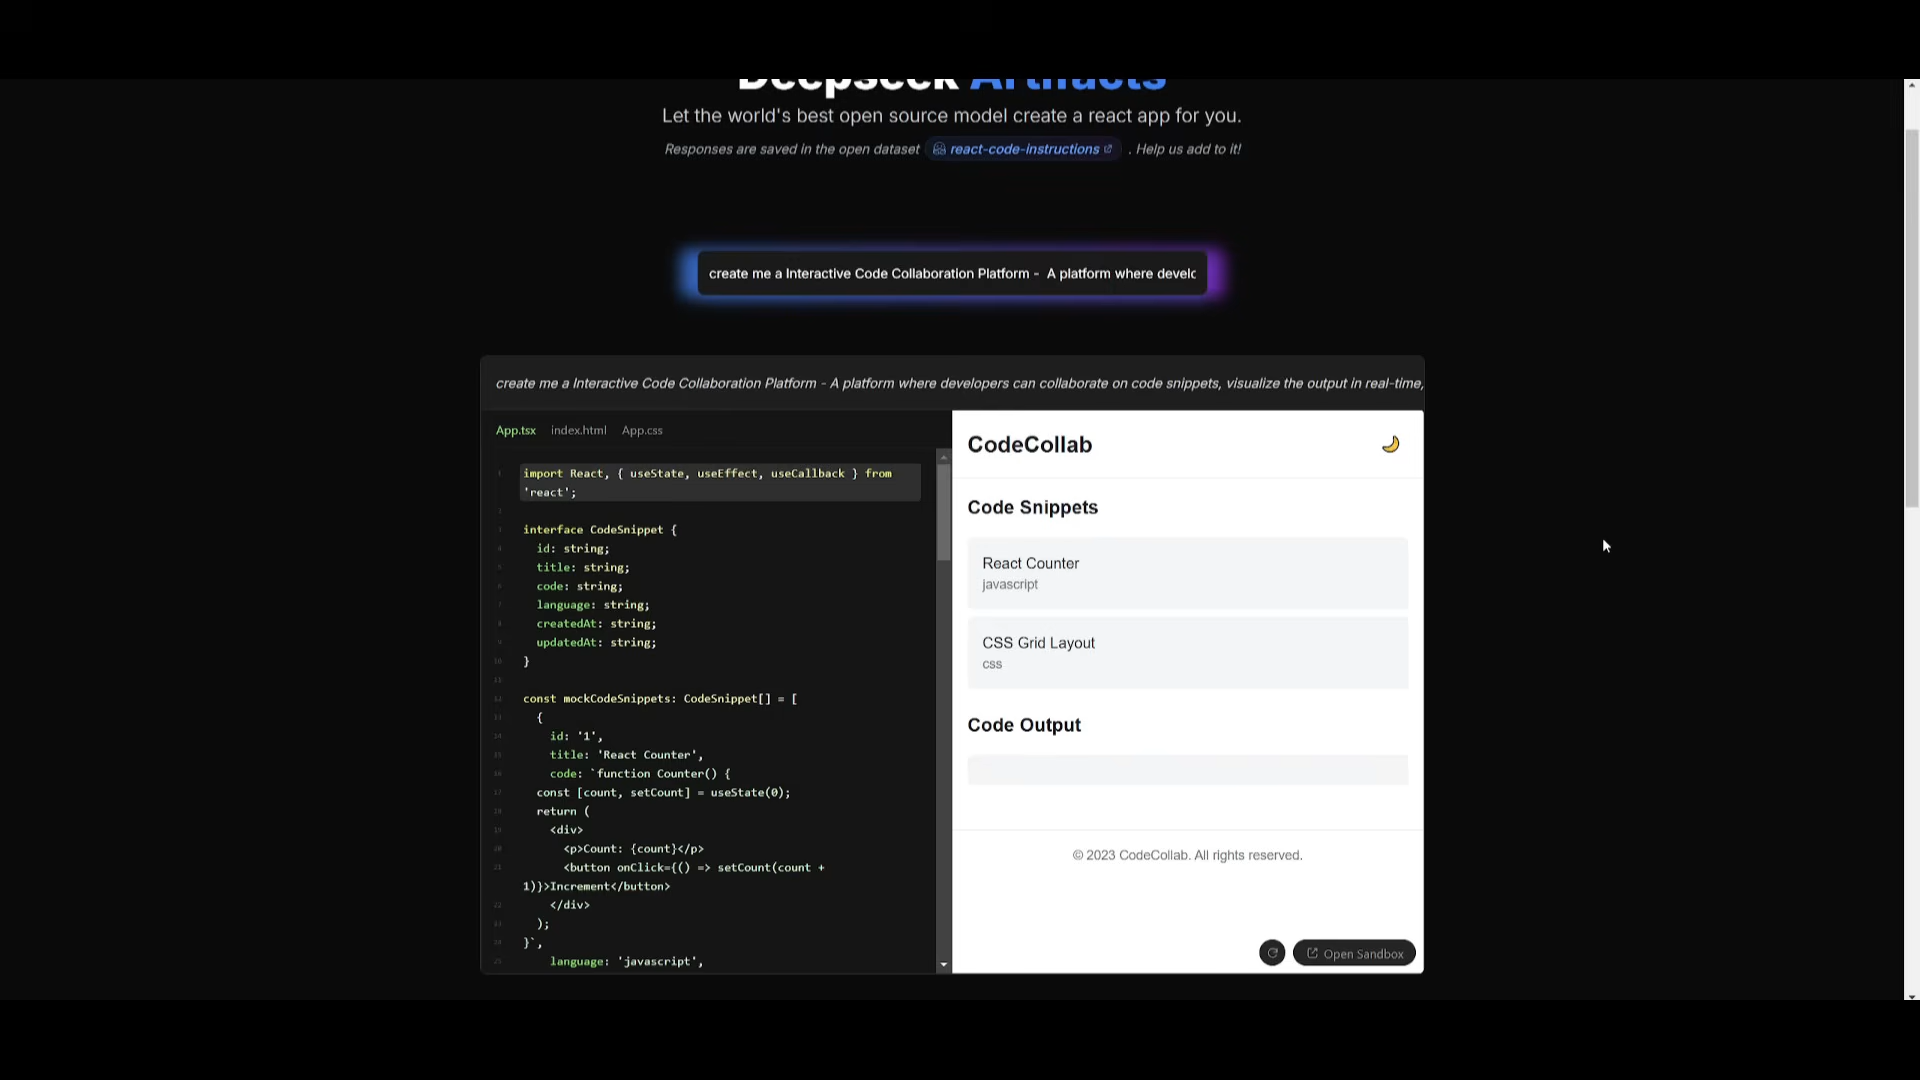 Deepseek Artifacts
Let the world's best open source model create a react app for you.
Responses are saved in the open dataset react-code-instructions . Help us add to it!
create me a Interactive Code Collaboration Platform - A platform where develo
create me a Interactive Code Collaboration Platform - A platform where developers can collaborate on code snippets, visualize the output in real-time,
App.tsx index.html App.css
import React, { useState, useEffect, useCallback } from
'react';
interface CodeSnippet {
id: string;
title: string;
code: string;
language: string;
createdAt: string;
updatedAt: string;
}
const mockCodeSnippets: CodeSnippet[] = [
{
id: '1',
title: 'React Counter',
code: `function Counter() {
const [count, setCount] = useState(0);
return (
<div>
<p>Count: {count}</p>
<button onClick={() => setCount(count +
1)}>Increment</button>
</div>
);
}`,
language: 'javascript',
CodeCollab
Code Snippets
React Counter
javascript
CSS Grid Layout
css
Code Output
© 2023 CodeCollab. All rights reserved.
Open Sandbox